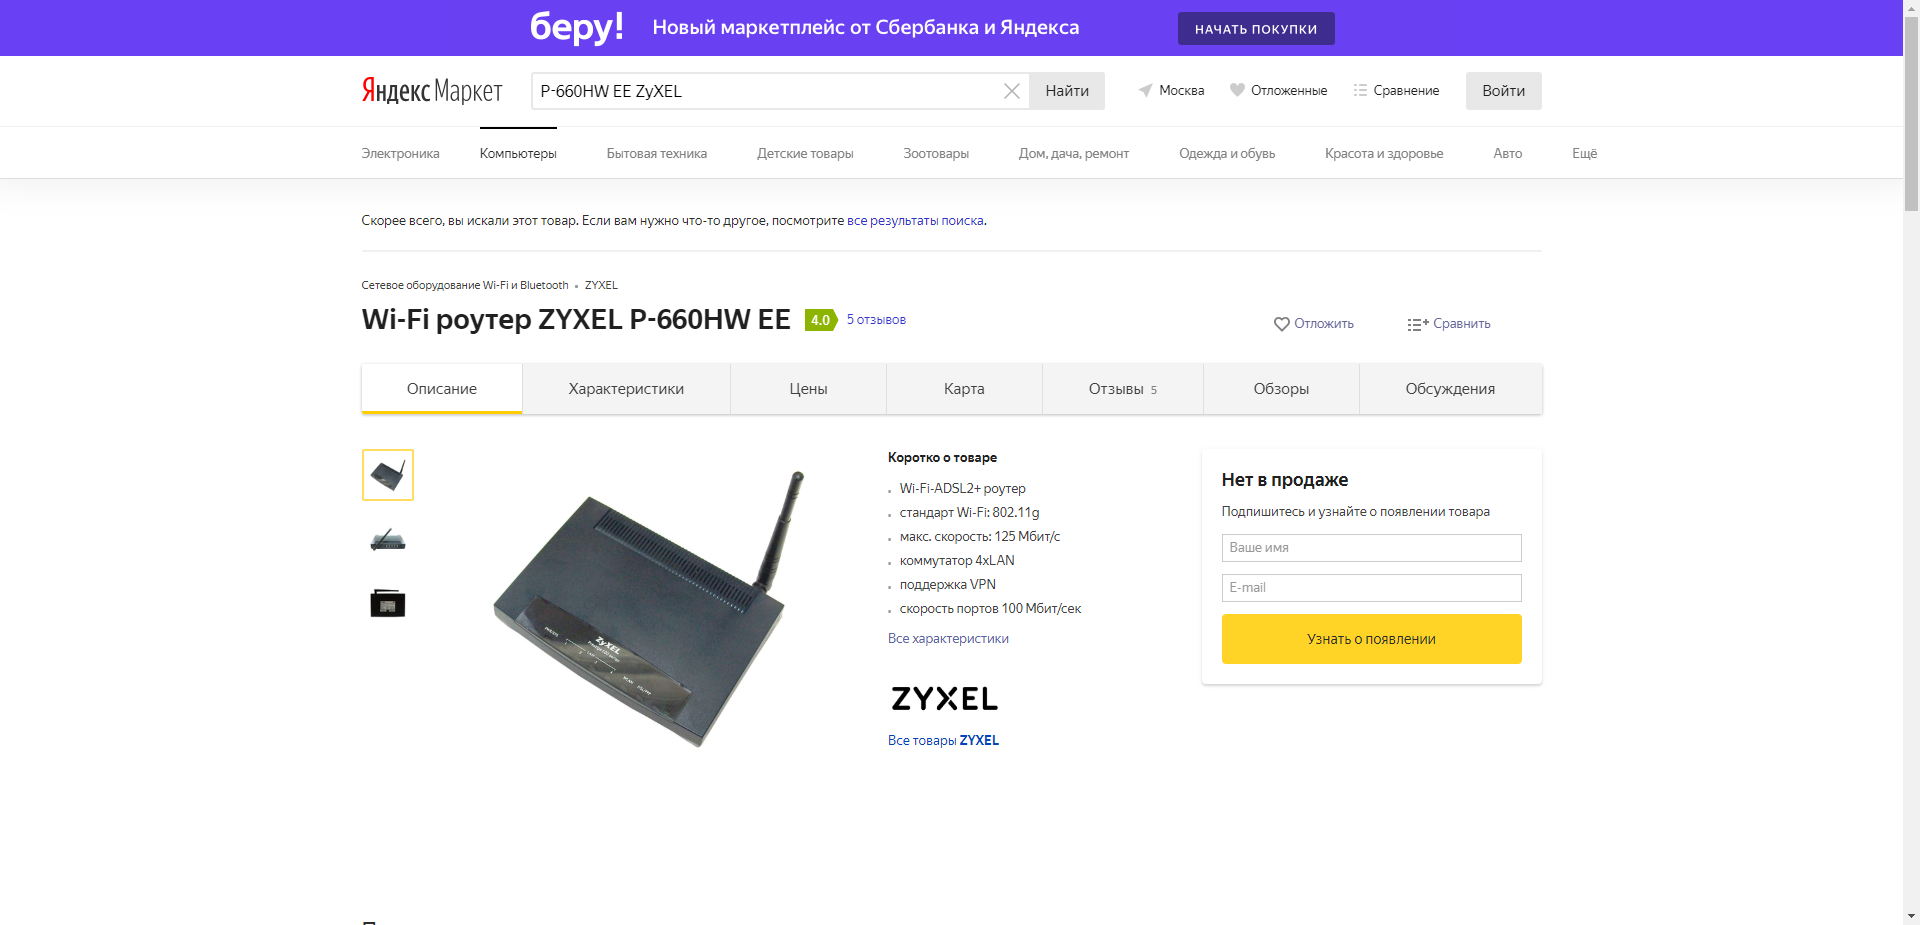 беру!
Новый маркетплейс от Сбербанка и Яндекса
НАЧАТЬ ПОКУПКИ
Яндекс Маркет
P-660HW EE ZyXEL
Найти
Москва
Отложенные
Сравнение
Войти
Электроника
Компьютеры
Бытовая техника
Детские товары
Зоотовары
Дом, дача, ремонт
Одежда и обувь
Красота и здоровье
Авто
Ещё
Скорее всего, вы искали этот товар. Если вам нужно что-то другое, посмотрите все результаты поиска.
Сетевое оборудование Wi-Fi и Bluetooth • ZYXEL
Wi-Fi роутер ZYXEL P-660HW EE
4.0
5 отзывов
Отложить
Сравнить
Описание
Характеристики
Цены
Карта
Отзывы 5
Обзоры
Обсуждения
ZyXEL
Коротко о товаре
Wi-Fi-ADSL2+ роутер
стандарт Wi-Fi: 802.11g
макс. скорость: 125 Мбит/с
коммутатор 4xLAN
поддержка VPN
скорость портов 100 Мбит/сек
Все характеристики
ZYXEL
Все товары ZYXEL
Нет в продаже
Подпишитесь и узнайте о появлении товара
Ваше имя
E-mail
Узнать о появлении